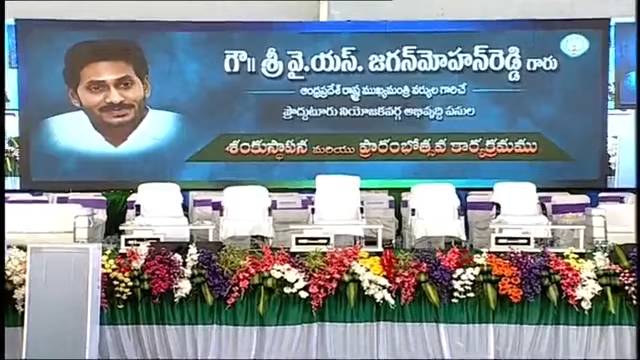 గౌ॥ శ్రీ వై.యస్. జగన్‌మోహన్‌రెడ్డి గారు
ఆంధ్రప్రదేశ్ రాష్ట్ర ముఖ్యమంత్రి వర్యుల గారిచే
ప్రొద్దుటూరు నియోజకవర్గ అభివృద్ధి పనుల
శంకుస్థాపన మరియు ప్రారంభోత్సవ కార్యక్రమము